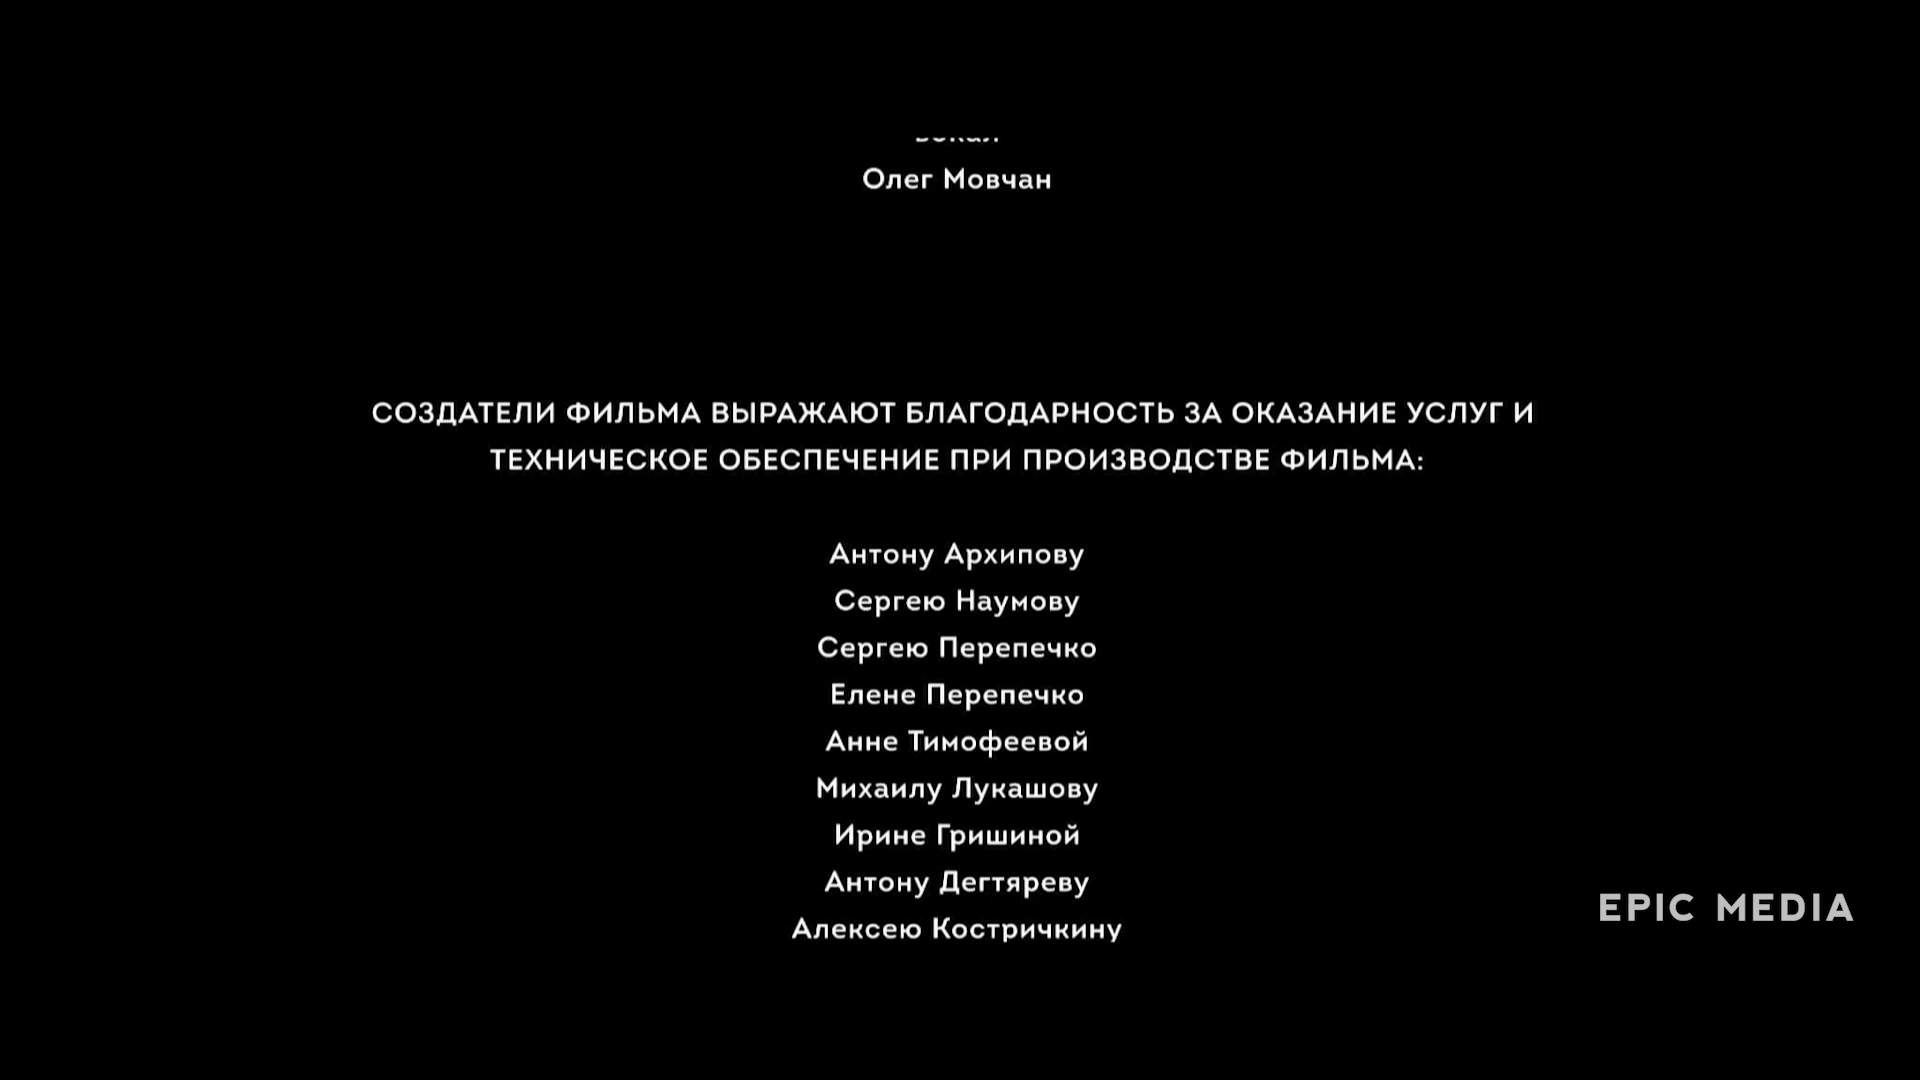 Олег Мовчан
СОЗДАТЕЛИ ФИЛЬМА ВЫРАЖАЮТ БЛАГОДАРНОСТЬ ЗА ОКАЗАНИЕ УСЛУГ И
ТЕХНИЧЕСКОЕ ОБЕСПЕЧЕНИЕ ПРИ ПРОИЗВОДСТВЕ ФИЛЬМА:
Антону Архипову
Сергею Наумову
Сергею Перепечко
Елене Перепечко
Анне Тимофеевой
Михаилу Лукашову
Ирине Гришиной
Антону Дегтяреву
Алексею Костричкину
EPIC MEDIA